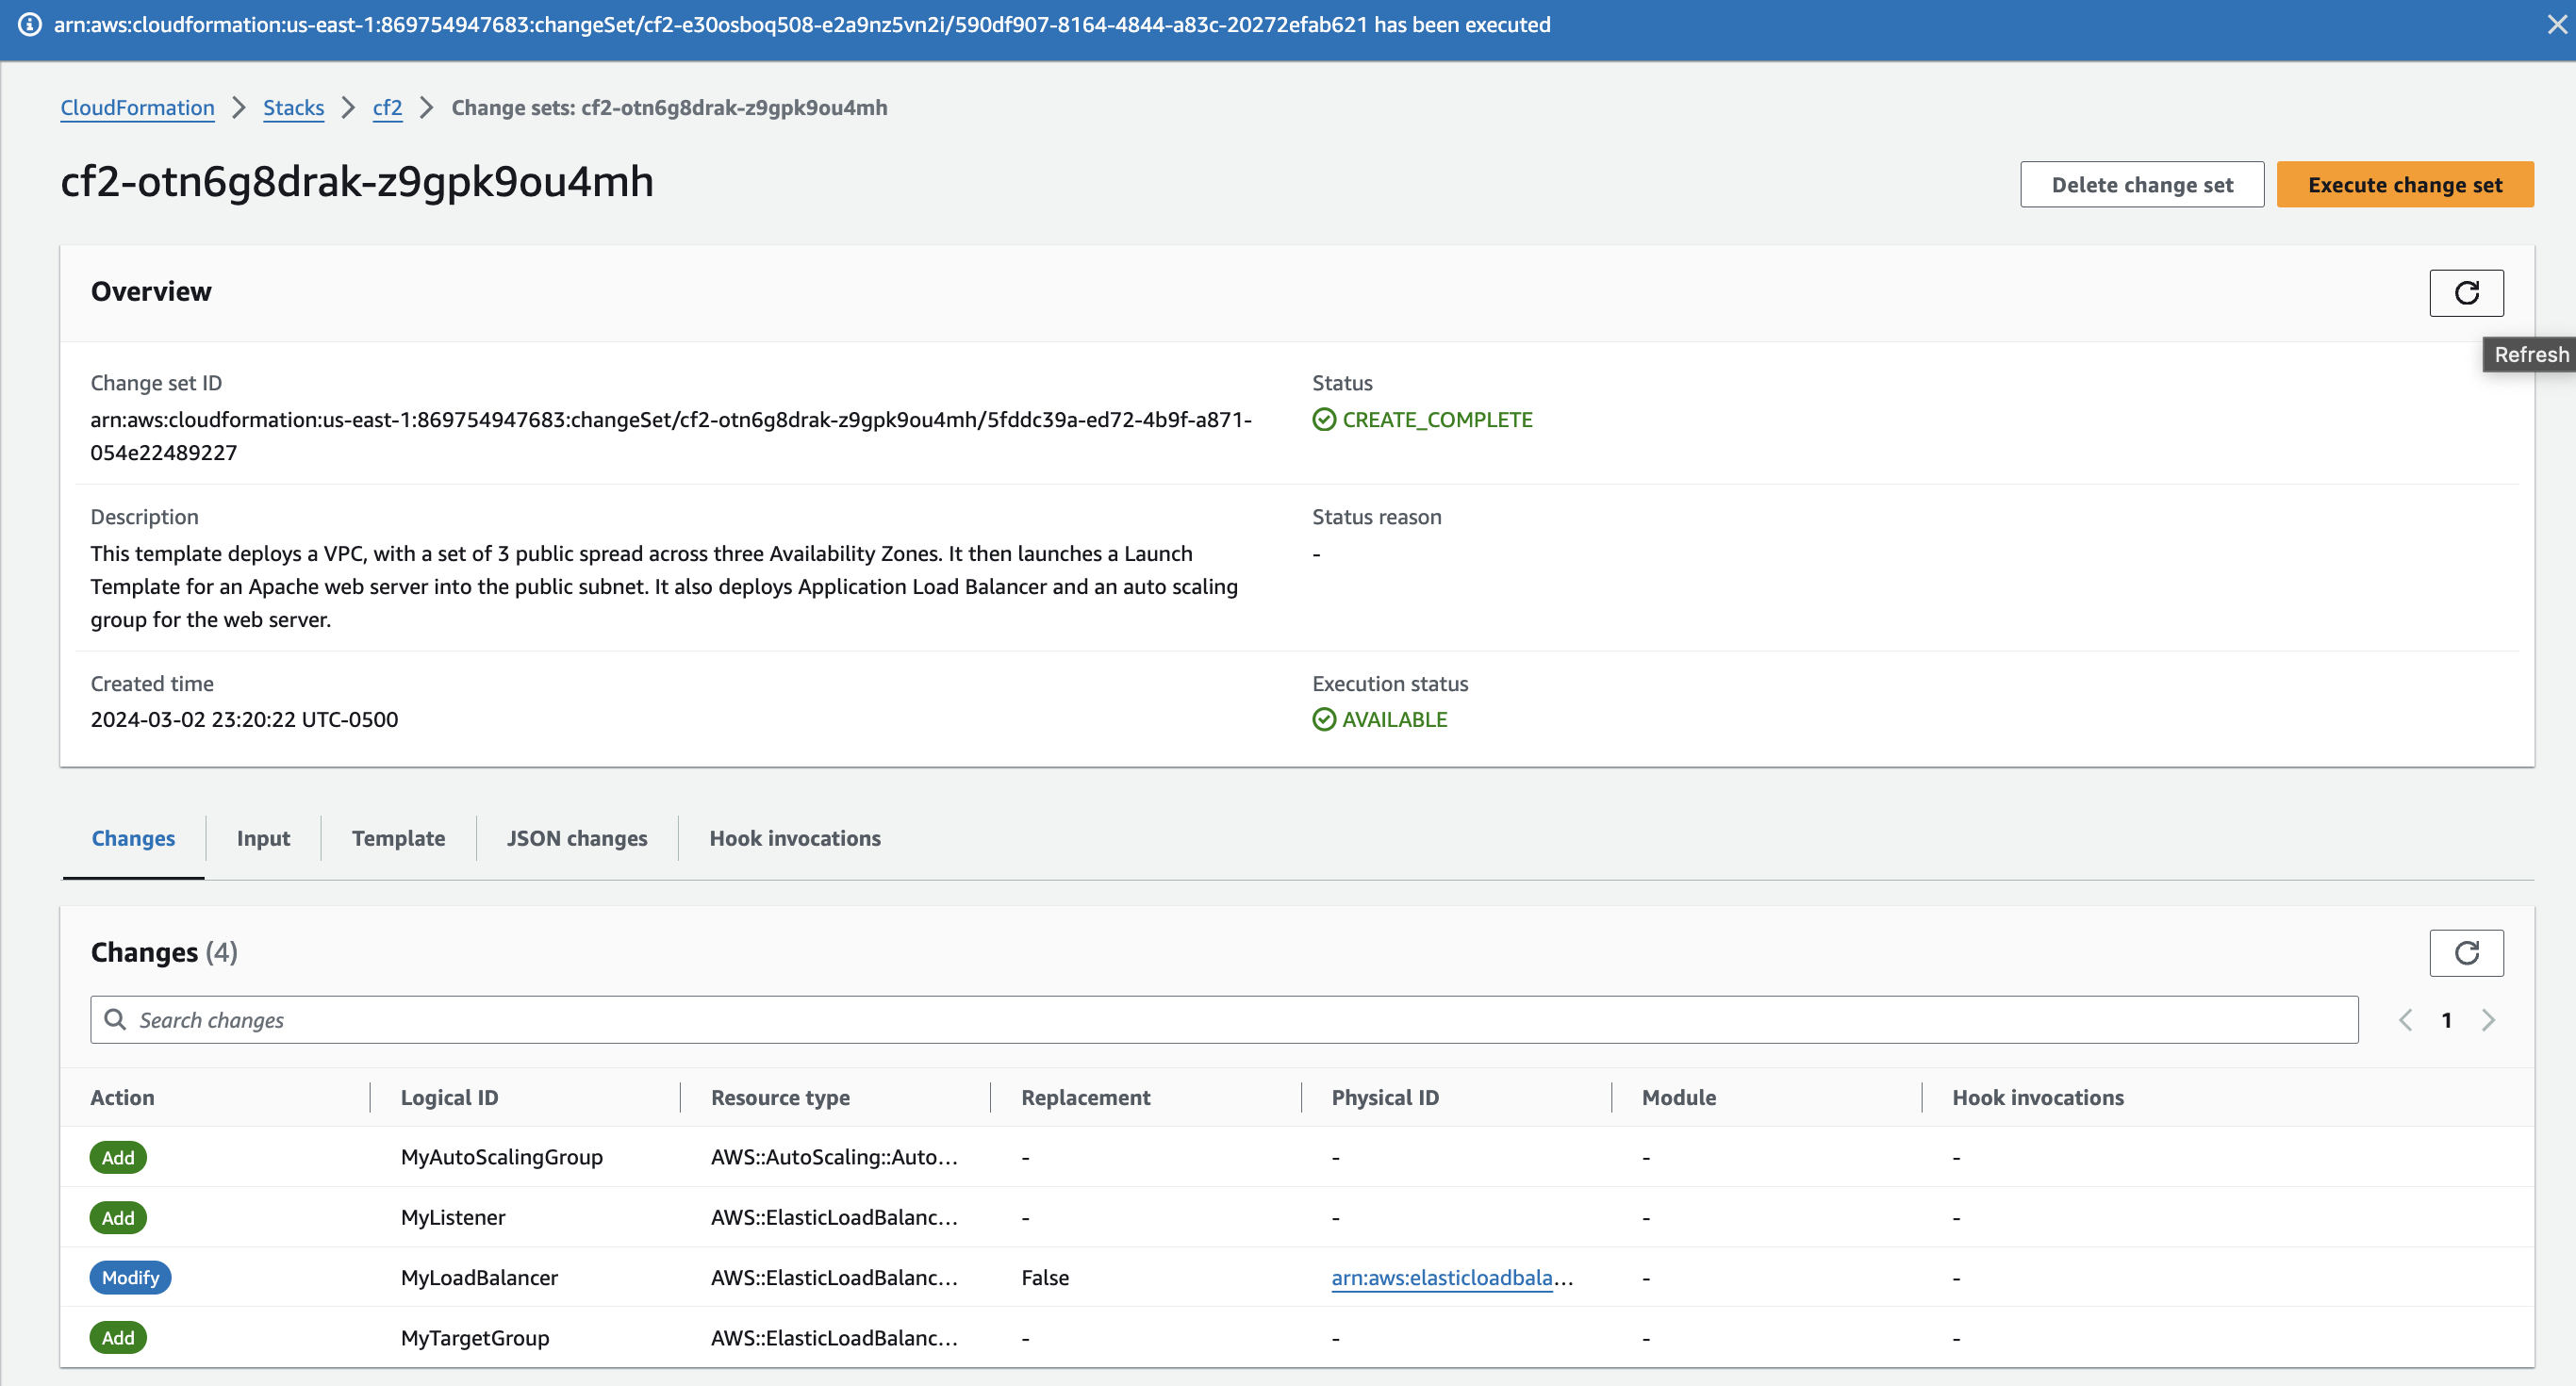 arn:aws:cloudformation:us-east-1:869754947683:changeSet/cf2-e30osboq508-e2a9nz5vn2i/590df907-8164-4844-a83c-20272efab621 has been executed
CloudFormation Stacks cf2 Change sets: cf2-otn6g8drak-z9gpk9ou4mh
cf2-otn6g8drak-z9gpk9ou4mh
Delete change set Execute change set
Overview
Refresh
Change set ID
arn:aws:cloudformation:us-east-1:869754947683:changeSet/cf2-otn6g8drak-z9gpk9ou4mh/5fddc39a-ed72-4b9f-a871-
054e22489227
Status
CREATE_COMPLETE
Description
This template deploys a VPC, with a set of 3 public spread across three Availability Zones. It then launches a Launch
Template for an Apache web server into the public subnet. It also deploys Application Load Balancer and an auto scaling
group for the web server.
Status reason
-
Created time
2024-03-02 23:20:22 UTC-0500
Execution status
AVAILABLE
Changes Input Template JSON changes Hook invocations
Changes (4)
Search changes
1
Action Logical ID Resource type Replacement Physical ID Module Hook invocations
Add MyAutoScalingGroup AWS::AutoScaling::Auto... - - - -
Add MyListener AWS::ElasticLoadBalanc... - - - -
Modify MyLoadBalancer AWS::ElasticLoadBalanc... False arn:aws:elasticloadbala... - -
Add MyTargetGroup AWS::ElasticLoadBalanc... - - - -